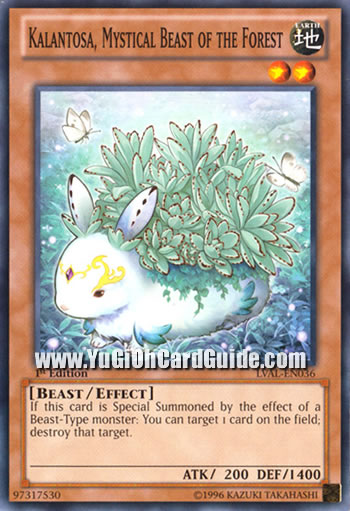 Kalantosa, Mystical Beast of the Forest
EARTH
地
www.YuGiOhCardGuide.com
1st Edition
LVAL-EN036
[Beast/Effect]
If this card is Special Summoned by the effect of a
Beast-Type monster: You can target 1 card on the field;
destroy that target.
ATK/ 200 DEF/1400
97317530
©1996 KAZUKI TAKAHASHI